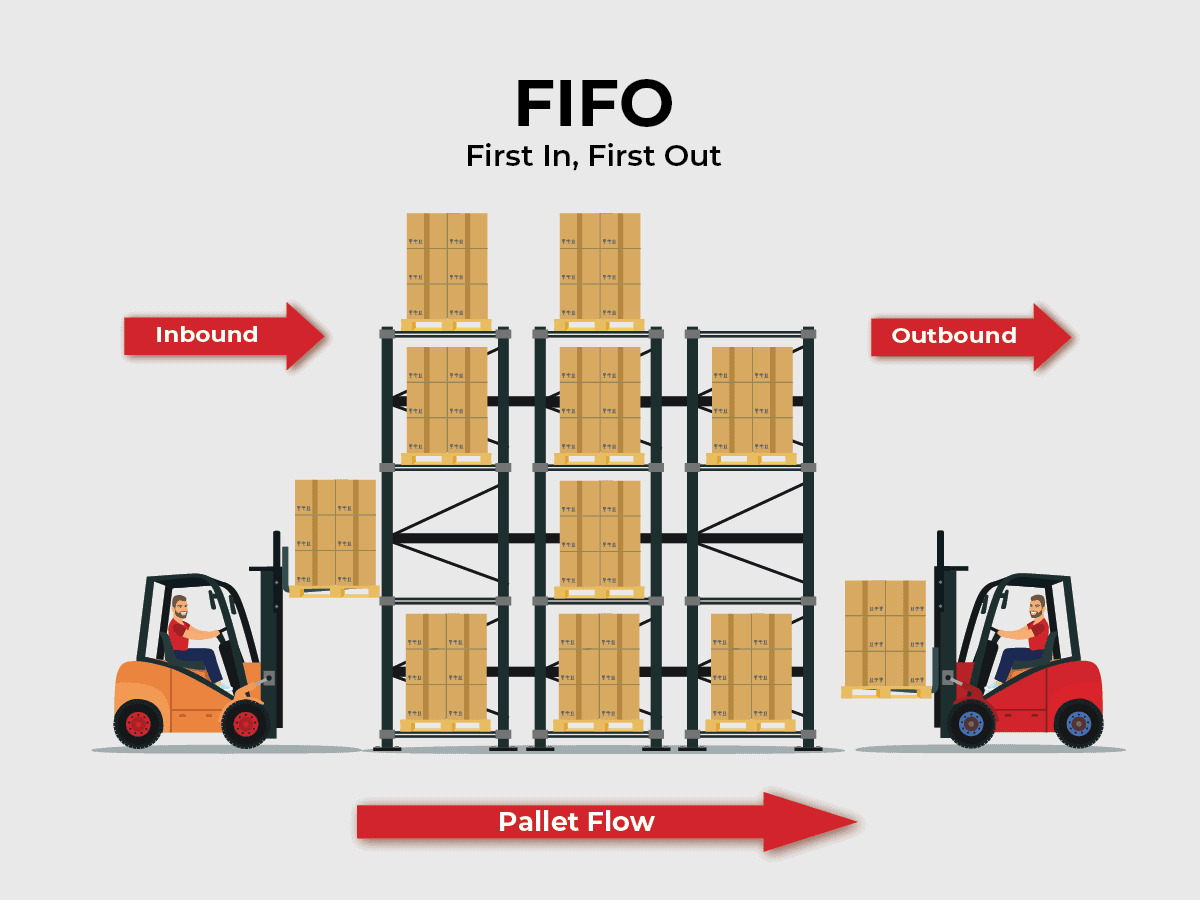 FIFO
First In, First Out
Inbound
Outbound
Pallet Flow